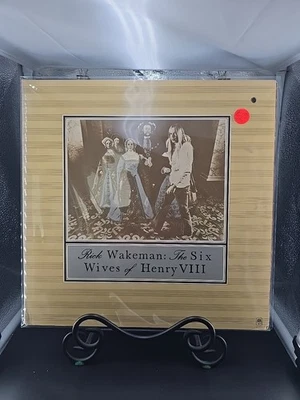 Rick Wakeman: The Six
Wives of Henry VIII